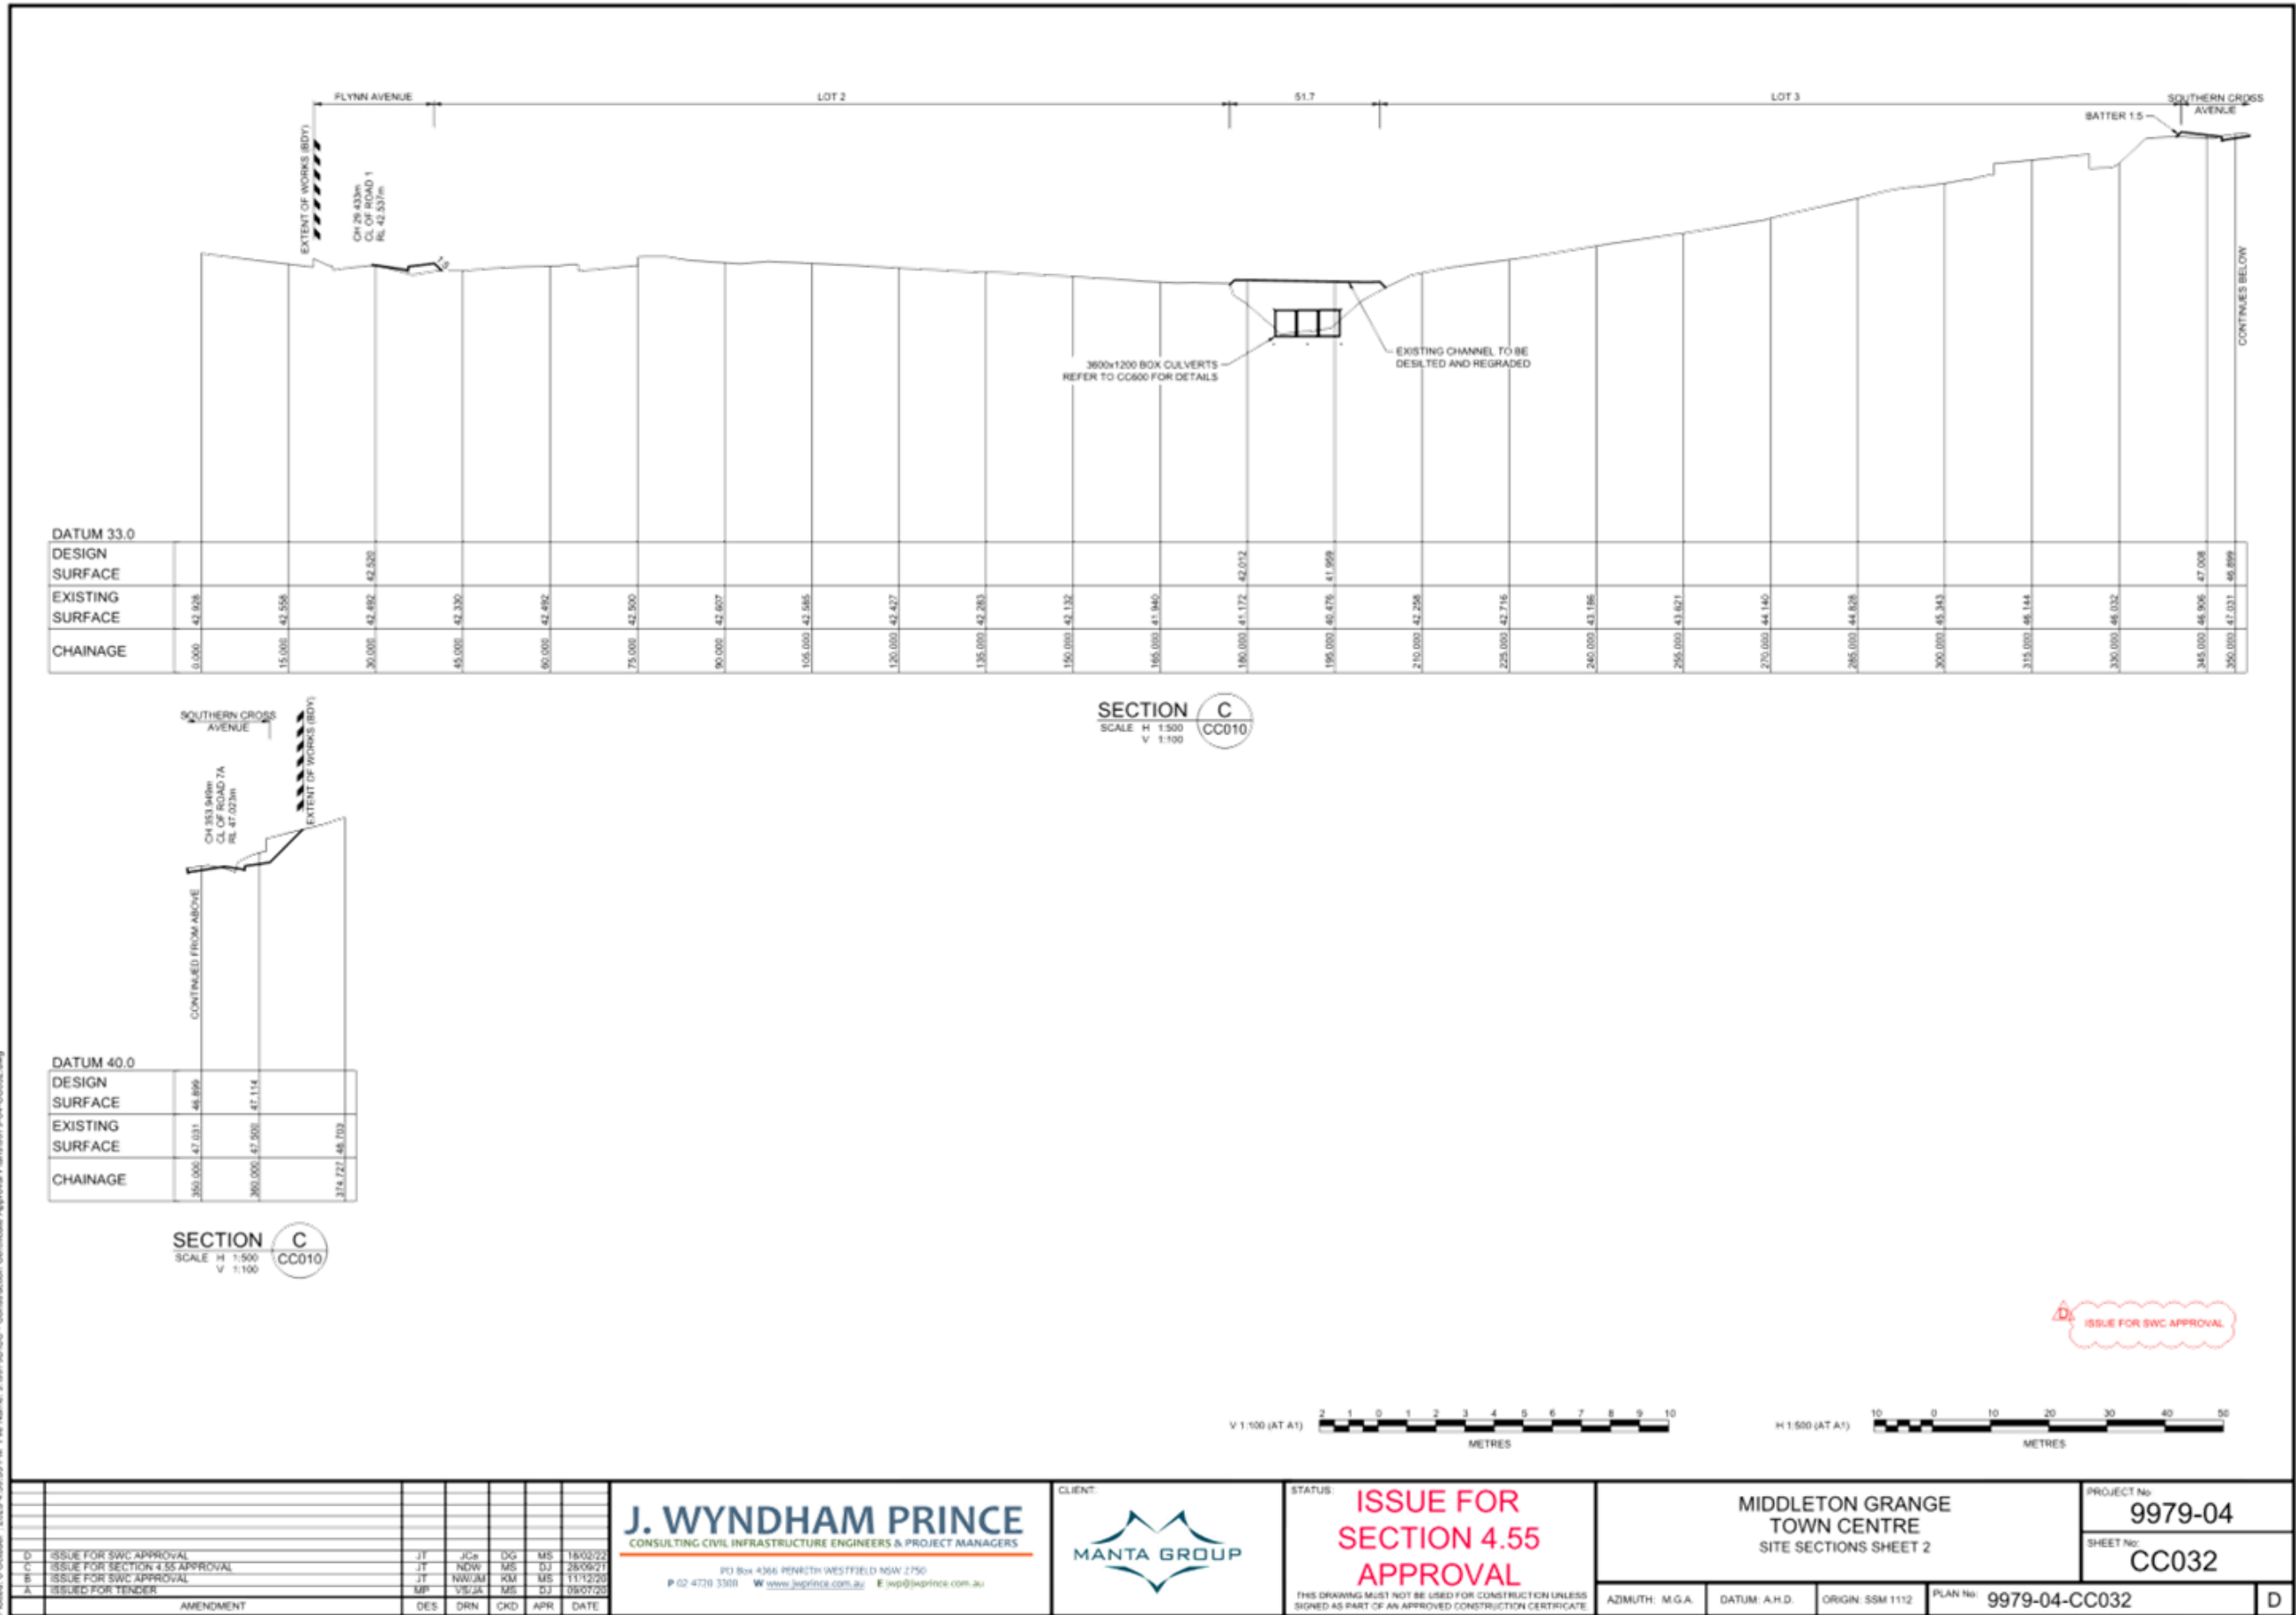 FLYNN AVENUE
LOT 2
51.7
LOT 3
SOUTHERN CROSS
AVENUE
BATTER 1:5
EXTENT OF WORKS (BDY)
CH 29.433m
CL OF ROAD 1
RL 42.537m
1:5
3600x1200 BOX CULVERTS
REFER TO CC600 FOR DETAILS
EXISTING CHANNEL TO BE
DESILTED AND REGRADED
CONTINUES BELOW
DATUM 33.0
DESIGN
SURFACE
42.520 42.012 41.959 47.008 46.899
EXISTING
SURFACE
42.928 42.558 42.492 42.330 42.492 42.500 42.607 42.585 42.427 42.283 42.132 41.940 41.172 40.476 42.258 42.716 43.186 43.621 44.140 44.828 45.343 46.144 46.032 46.906 47.031
CHAINAGE
0.000 15.000 30.000 45.000 60.000 75.000 90.000 105.000 120.000 135.000 150.000 165.000 180.000 195.000 210.000 225.000 240.000 255.000 270.000 285.000 300.000 315.000 330.000 345.000 350.000
SECTION C
SCALE H 1:500 CC010
V 1:100
SOUTHERN CROSS
AVENUE
EXTENT OF WORKS (BDY)
CH 353.949m
CL OF ROAD 7A
RL 47.023m
CONTINUED FROM ABOVE
DATUM 40.0
DESIGN
SURFACE
46.899 47.114
EXISTING
SURFACE
47.031 47.500 48.703
CHAINAGE
350.000 360.000 374.727
SECTION C
SCALE H 1:500 CC010
V 1:100
D ISSUE FOR SWC APPROVAL
V 1:100 (AT A1) 2 1 0 1 2 3 4 5 6 7 8 9 10
METRES
H 1:500 (AT A1) 10 0 10 20 30 40 50
METRES
D ISSUE FOR SWC APPROVAL JT JCa DG MS 18/02/22
C ISSUE FOR SECTION 4.55 APPROVAL JT NDW MS DJ 28/09/21
B ISSUE FOR SWC APPROVAL JT NW/JM KM MS 11/12/20
A ISSUED FOR TENDER MP VS/JA MS DJ 09/07/20
AMENDMENT DES DRN CKD APR DATE
J. WYNDHAM PRINCE
CONSULTING CIVIL INFRASTRUCTURE ENGINEERS & PROJECT MANAGERS
PO Box 4366 PENRITH WESTFIELD NSW 2750
P 02 4720 3300 W www.jwprince.com.au E jwp@jwprince.com.au
CLIENT:
MANTA GROUP
STATUS:
ISSUE FOR
SECTION 4.55
APPROVAL
THIS DRAWING MUST NOT BE USED FOR CONSTRUCTION UNLESS
SIGNED AS PART OF AN APPROVED CONSTRUCTION CERTIFICATE
MIDDLETON GRANGE
TOWN CENTRE
SITE SECTIONS SHEET 2
AZIMUTH: M.G.A.
DATUM: A.H.D.
ORIGIN: SSM 1112
PROJECT No
9979-04
SHEET No:
CC032
PLAN No: 9979-04-CC032
D